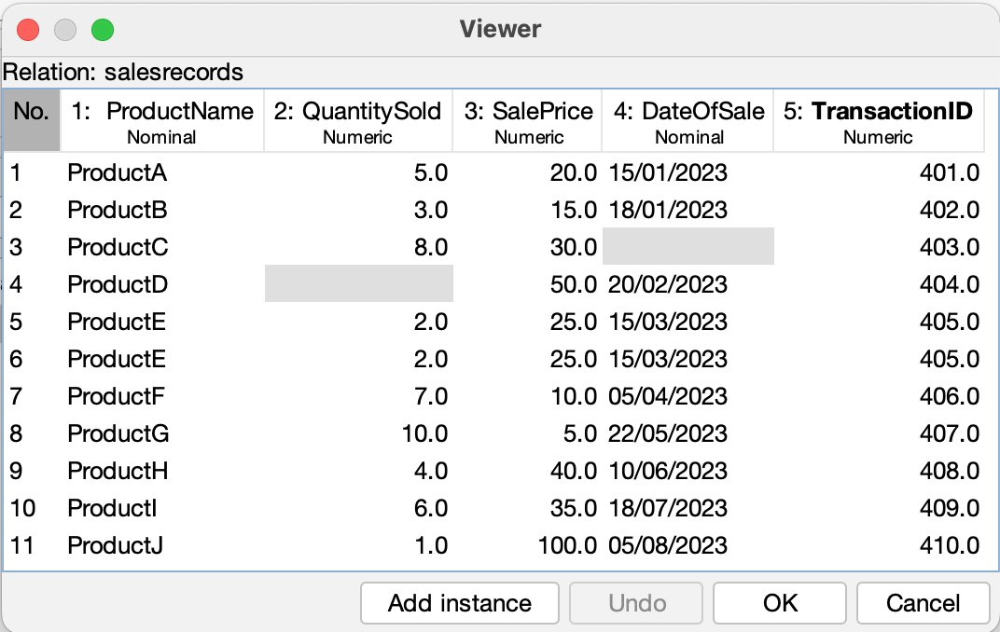 Viewer
Relation: salesrecords
No. 1: ProductName 2: QuantitySold 3: SalePrice 4: DateOfSale 5: TransactionID
Nominal Numeric Numeric Nominal Numeric
1 ProductA 5.0 20.0 15/01/2023 401.0
2 ProductB 3.0 15.0 18/01/2023 402.0
3 ProductC 8.0 30.0 403.0
4 ProductD 50.0 20/02/2023 404.0
5 ProductE 2.0 25.0 15/03/2023 405.0
6 ProductE 2.0 25.0 15/03/2023 405.0
7 ProductF 7.0 10.0 05/04/2023 406.0
8 ProductG 10.0 5.0 22/05/2023 407.0
9 ProductH 4.0 40.0 10/06/2023 408.0
10 ProductI 6.0 35.0 18/07/2023 409.0
11 ProductJ 1.0 100.0 05/08/2023 410.0
Add instance Undo OK Cancel